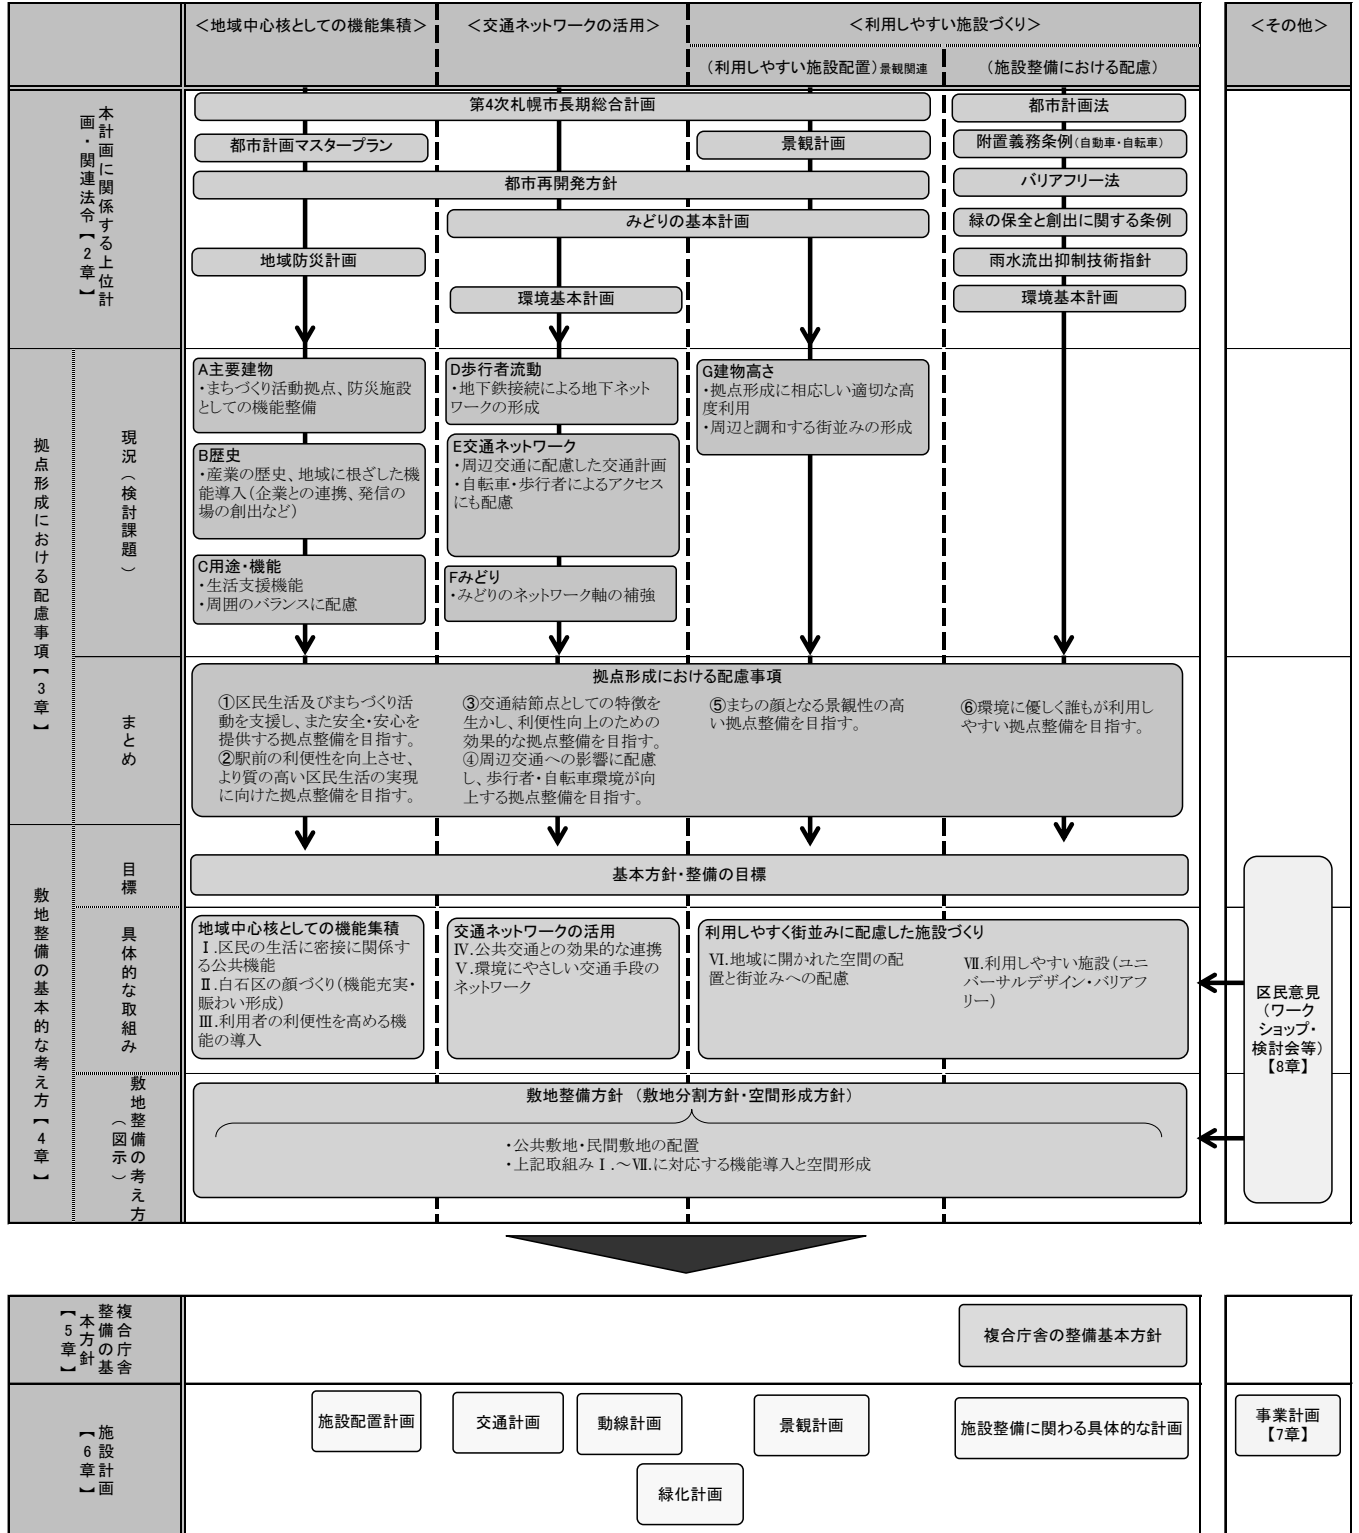 ＜地域中心核としての機能集積＞
＜交通ネットワークの活用＞
＜利用しやすい施設づくり＞
＜その他＞
（利用しやすい施設配置）景観関連
（施設整備における配慮）
本計画に関係する上位計
画・関連法令【2章】
第4次札幌市長期総合計画
都市計画法
都市計画マスタープラン
景観計画
附置義務条例（自動車・自転車）
都市再開発方針
バリアフリー法
みどりの基本計画
緑の保全と創出に関する条例
地域防災計画
雨水流出抑制技術指針
環境基本計画
環境基本計画
拠点形成における配慮事項【3章】
現況（検討課題）
A主要建物
・まちづくり活動拠点、防災施設
としての機能整備
B歴史
・産業の歴史、地域に根ざした機
能導入（企業との連携、発信の
場の創出など）
C用途・機能
・生活支援機能
・周囲のバランスに配慮
D歩行者流動
・地下鉄接続による地下ネット
ワークの形成
E交通ネットワーク
・周辺交通に配慮した交通計画
・自転車・歩行者によるアクセス
にも配慮
Fみどり
・みどりのネットワーク軸の補強
G建物高さ
・拠点形成に相応しい適切な高
度利用
・周辺と調和する街並みの形成
まとめ
拠点形成における配慮事項
①区民生活及びまちづくり活
動を支援し、また安全・安心を
提供する拠点整備を目指す。
②駅前の利便性を向上させ、
より質の高い区民生活の実現
に向けた拠点整備を目指す。
③交通結節点としての特徴を
生かし、利便性向上のための
効果的な拠点整備を目指す。
④周辺交通への影響に配慮
し、歩行者・自転車環境が向
上する拠点整備を目指す。
⑤まちの顔となる景観性の高
い拠点整備を目指す。
⑥環境に優しく誰もが利用し
やすい拠点整備を目指す。
敷地整備の基本的な考え方【4章】
目標
基本方針・整備の目標
具体的な取組み
地域中心核としての機能集積
Ⅰ.区民の生活に密接に関係す
る公共機能
Ⅱ.白石区の顔づくり（機能充実・
賑わい形成）
Ⅲ.利用者の利便性を高める機
能の導入
交通ネットワークの活用
Ⅳ.公共交通との効果的な連携
Ⅴ.環境にやさしい交通手段の
ネットワーク
利用しやすく街並みに配慮した施設づくり
Ⅵ.地域に開かれた空間の配
置と街並みへの配慮
Ⅶ.利用しやすい施設（ユニ
バーサルデザイン・バリアフ
リー）
区民意見
（ワーク
ショップ・
検討会等）
【8章】
敷地整備の考え方
（図示）
敷地整備方針　（敷地分割方針・空間形成方針）
・公共敷地・民間敷地の配置
・上記取組みⅠ.～Ⅶ.に対応する機能導入と空間形成
複合庁舎
整備の基
本方針
【5章】
複合庁舎の整備基本方針
施設計画
【6章】
施設配置計画
交通計画
動線計画
景観計画
施設整備に関わる具体的な計画
事業計画
【7章】
緑化計画